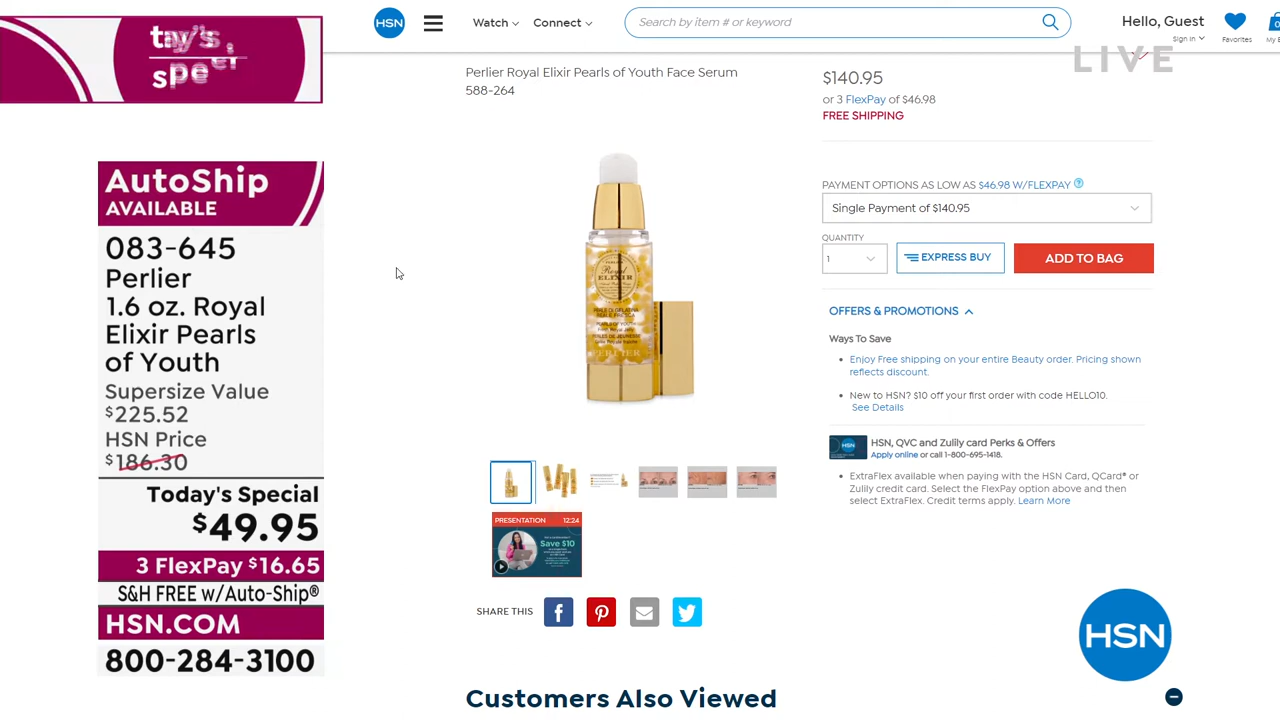 HSN
Watch
Connect
Search by item # or keyword
Hello, Guest
Sign In
Favorites
LIVE
AutoShip
AVAILABLE
083-645
Perlier
1.6 oz. Royal
Elixir Pearls
of Youth
Supersize Value
$225.52
HSN Price
$186.30
Today's Special
$49.95
3 FlexPay $16.65
S&H FREE w/Auto-Ship®
HSN.COM
800-284-3100
Perlier Royal Elixir Pearls of Youth Face Serum
588-264
Royal
ELIXIR
PERLIER
PRESENTATION 12:24
Save $10
SHARE THIS
$140.95
or 3 FlexPay of $46.98
FREE SHIPPING
PAYMENT OPTIONS AS LOW AS $46.98 W/FLEXPAY
Single Payment of $140.95
QUANTITY
1
EXPRESS BUY
ADD TO BAG
OFFERS & PROMOTIONS
Ways To Save
Enjoy Free shipping on your entire Beauty order. Pricing shown
reflects discount.
New to HSN? $10 off your first order with code HELLO10.
See Details
HSN, QVC and Zulily card Perks & Offers
Apply online or call 1-800-695-1418.
ExtraFlex available when paying with the HSN Card, QCard® or
Zulily credit card. Select the FlexPay option above and then
select ExtraFlex. Credit terms apply. Learn More
HSN
Customers Also Viewed